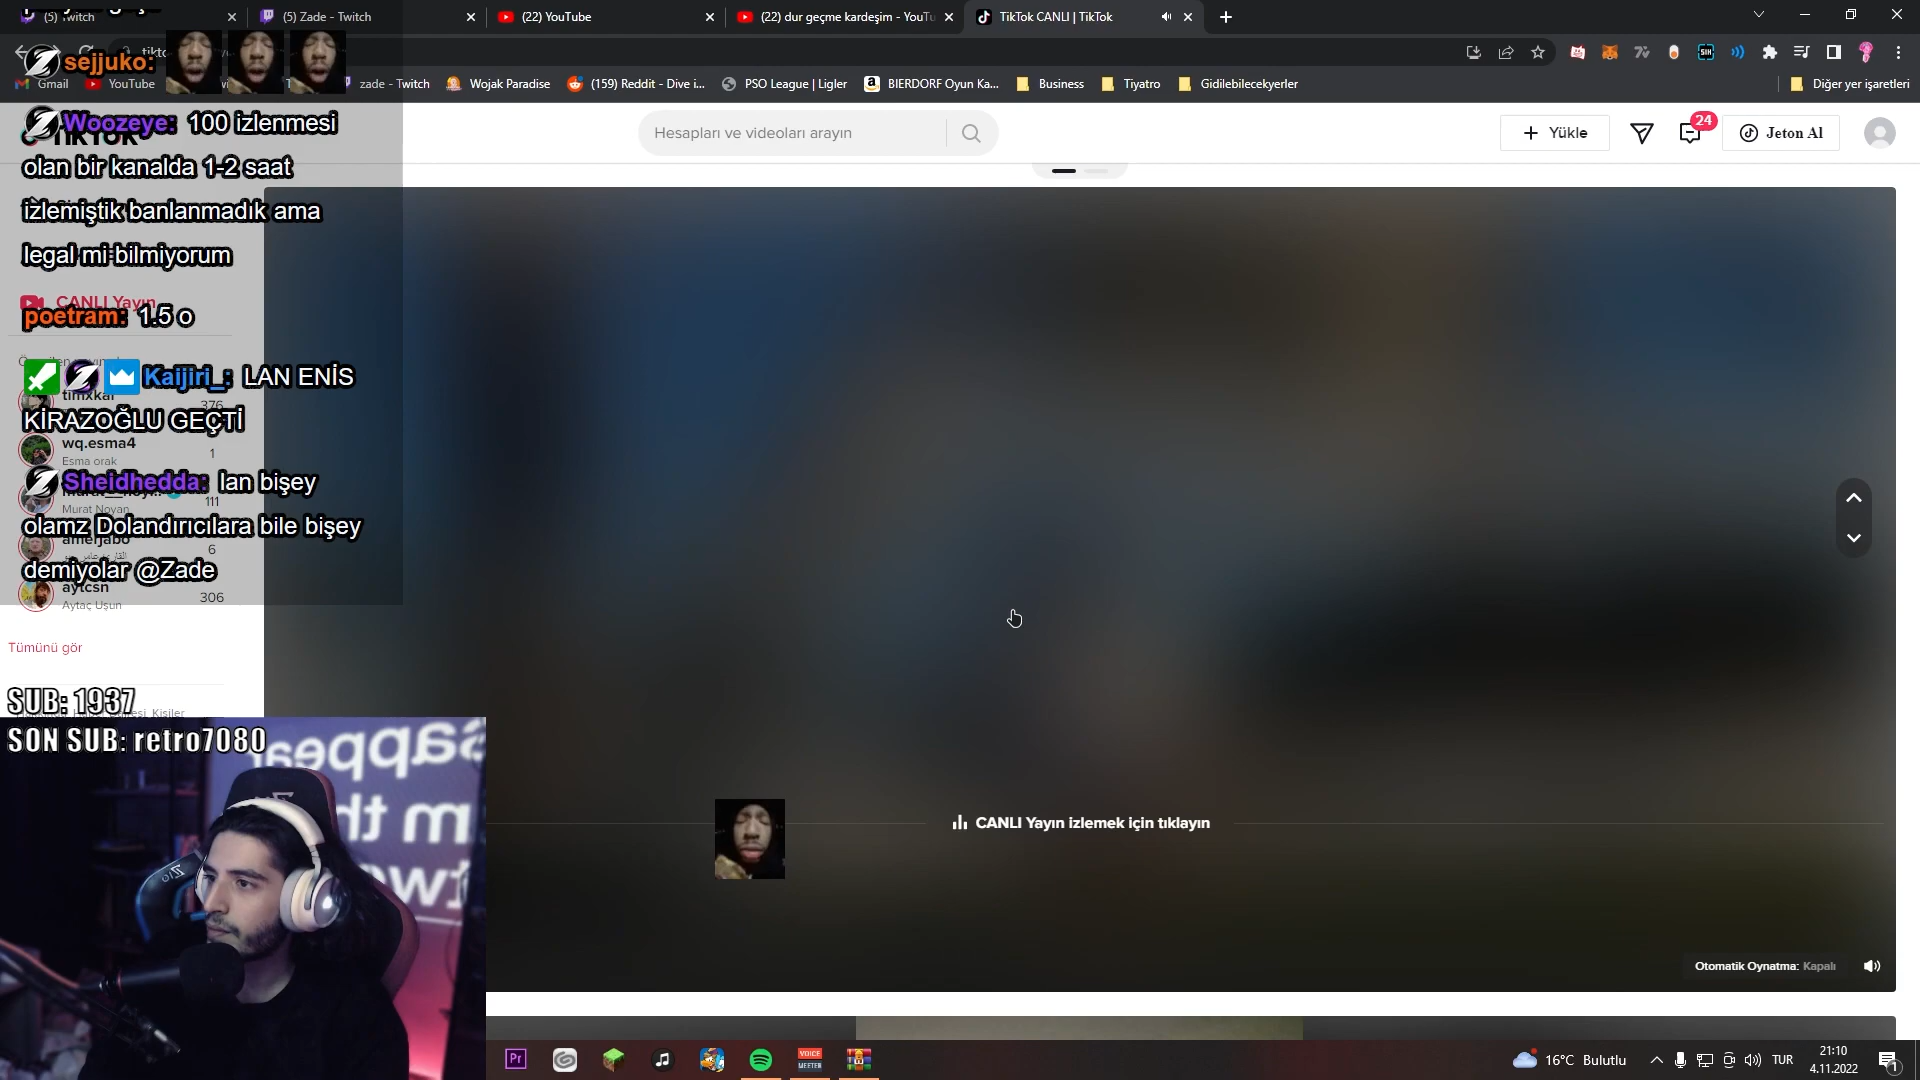 (5) Twitch
(5) Zade - Twitch
(22) YouTube
(22) dur geçme kardeşim - YouTu
TikTok CANLI | TikTok
Gmail
YouTube
zade - Twitch
Wojak Paradise
(159) Reddit - Dive i...
PSO League | Ligler
BIERDORF Oyun Ka...
Business
Tiyatro
Gidilebilecekyerler
Diğer yer işaretleri
sejjuko:
Hesapları ve videoları arayın
Yükle
24
Jeton Al
Woozeye: 100 izlenmesi
olan bir kanalda 1-2 saat
izlemiştik banlanmadık ama
legal mi bilmiyorum
CANLI Yayın
poetram: 1.5 o
Kaijiri_: LAN ENİS
KİRAZOĞLU GEÇTİ
376
wq.esma4
Esma orak
1
Sheidhedda: lan bişey
Murat Noyan
111
olamz Dolandırıcılara bile bişey
amerjabo
6
demiyolar @Zade
aytcsn
Aytaç Uşun
306
Tümünü gör
SUB: 1937
SON SUB: retro7080
CANLI Yayın izlemek için tıklayın
Otomatik Oynatma: Kapalı
Pr
VOICE
MEETER
16°C Bulutlu
TUR
21:10
4.11.2022
1